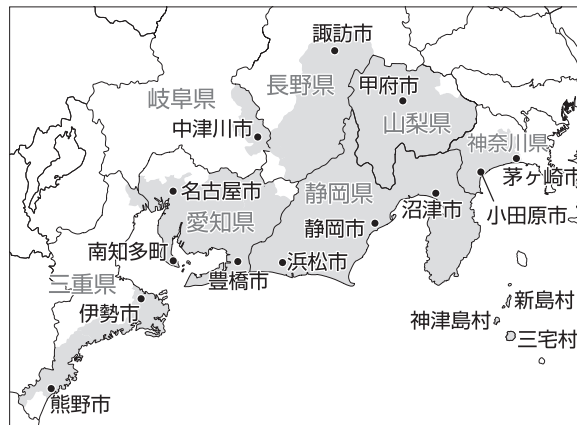 諏訪市
長野県
甲府市
岐阜県
山梨県
中津川市
神奈川県
茅ヶ崎市
名古屋市
静岡県
沼津市
小田原市
愛知県
静岡市
南知多町
豊橋市
浜松市
三重県
伊勢市
新島村
神津島村
三宅村
熊野市